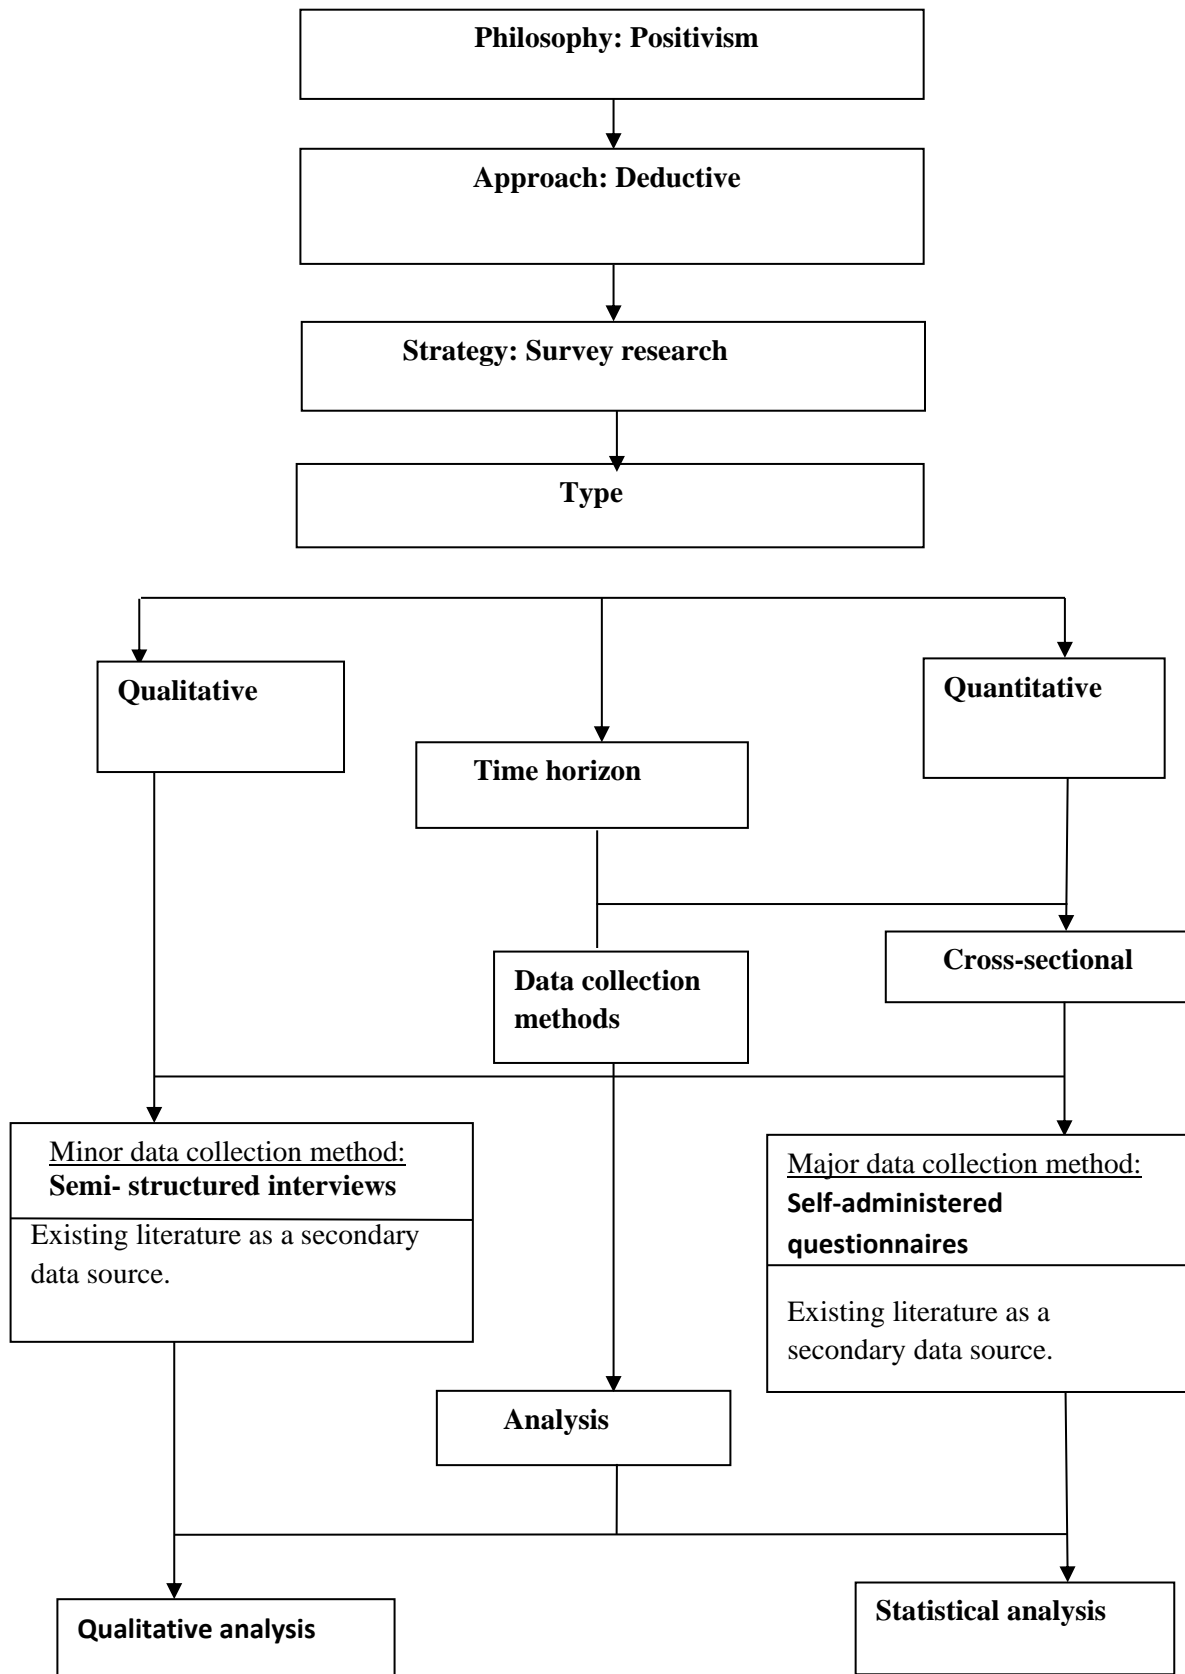 Philosophy: Positivism
Approach: Deductive
Strategy: Survey research
Type
Qualitative
Quantitative
Time horizon
Data collection
methods
Cross-sectional
Minor data collection method:
Semi- structured interviews
Existing literature as a secondary
data source.
Major data collection method:
Self-administered
questionnaires
Existing literature as a
secondary data source.
Analysis
Qualitative analysis
Statistical analysis